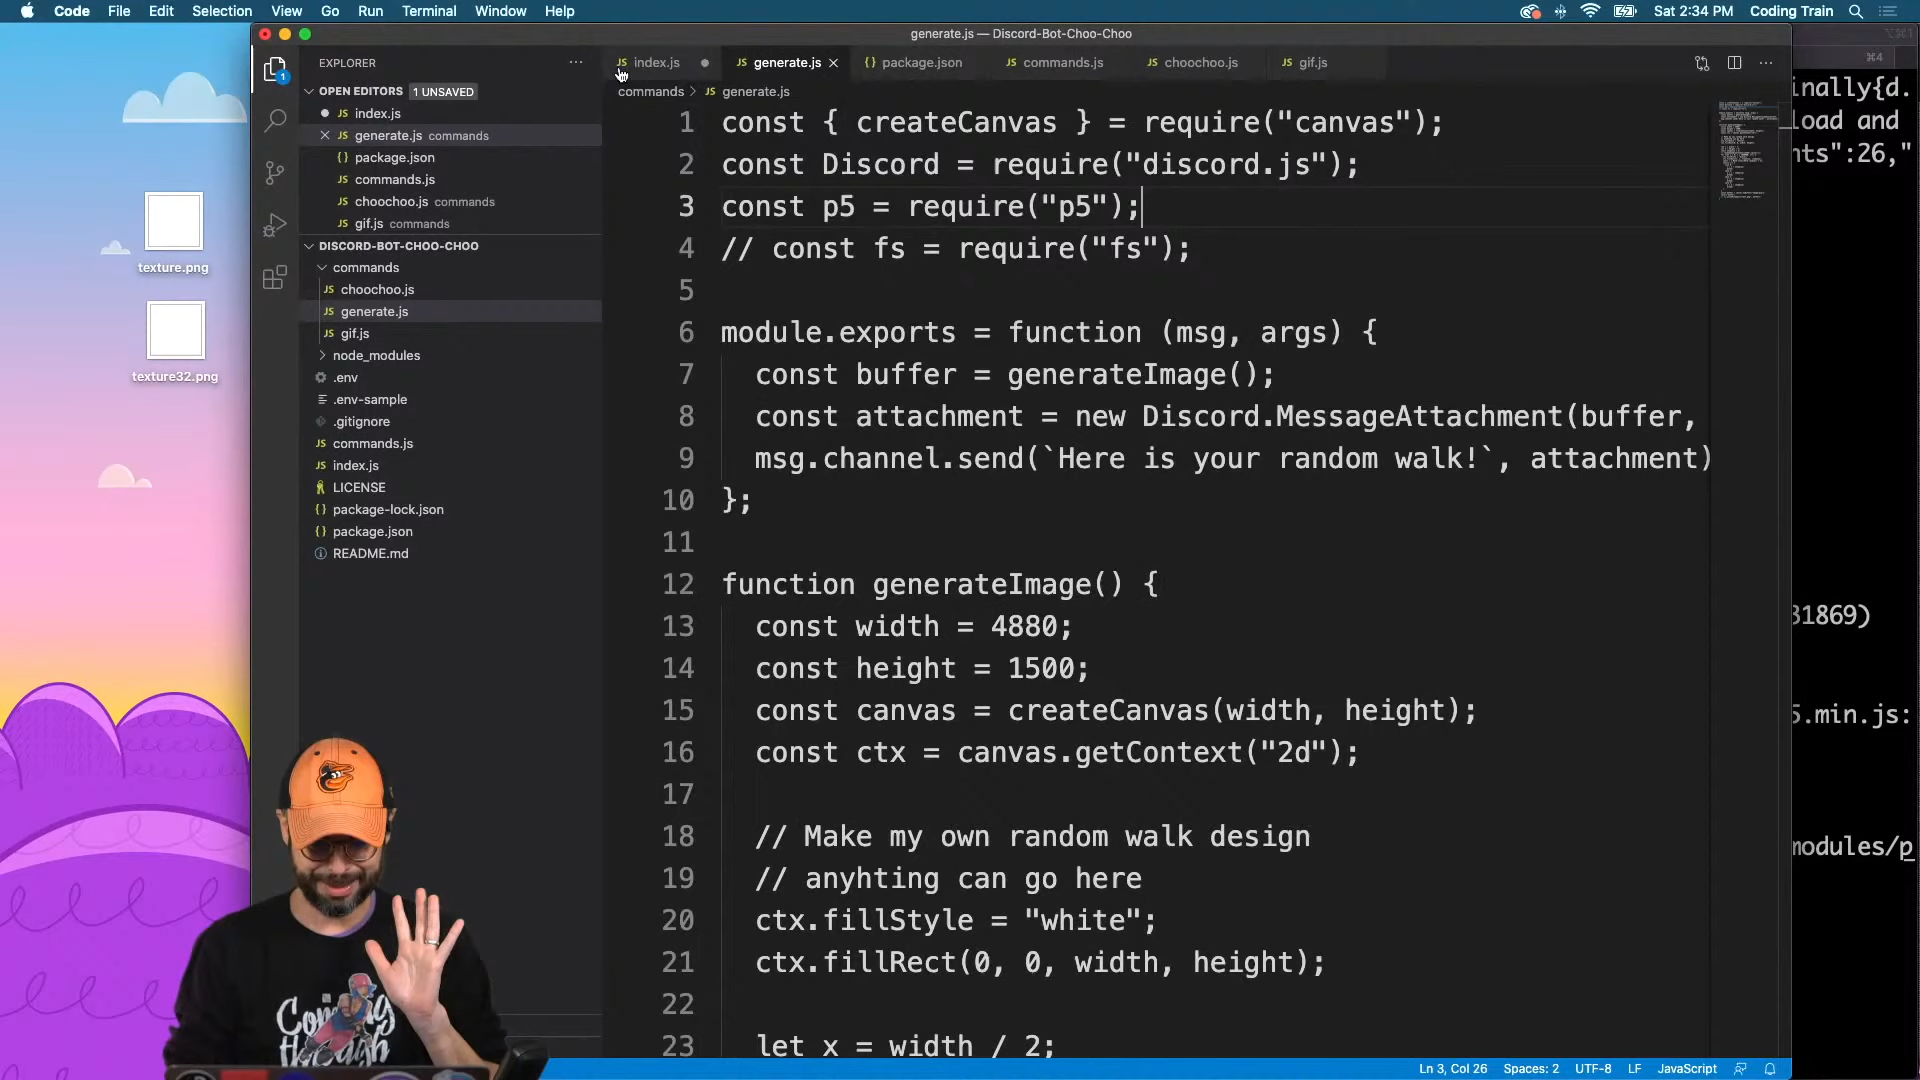 Code File Edit Selection View Go Run Terminal Window Help
Sat 2:34 PM Coding Train
generate.js — Discord-Bot-Choo-Choo
EXPLORER
OPEN EDITORS 1 UNSAVED
index.js
generate.js commands
package.json
commands.js
choochoo.js commands
gif.js commands
DISCORD-BOT-CHOO-CHOO
commands
choochoo.js
generate.js
gif.js
node_modules
.env
.env-sample
.gitignore
commands.js
index.js
LICENSE
package-lock.json
package.json
README.md
index.js generate.js package.json commands.js choochoo.js gif.js
commands > generate.js
1 const { createCanvas } = require("canvas");
2 const Discord = require("discord.js");
3 const p5 = require("p5");
4 // const fs = require("fs");
5
6 module.exports = function (msg, args) {
7 const buffer = generateImage();
8 const attachment = new Discord.MessageAttachment(buffer,
9 msg.channel.send(`Here is your random walk!`, attachment)
10 };
11
12 function generateImage() {
13 const width = 4880;
14 const height = 1500;
15 const canvas = createCanvas(width, height);
16 const ctx = canvas.getContext("2d");
17
18 // Make my own random walk design
19 // anyhting can go here
20 ctx.fillStyle = "white";
21 ctx.fillRect(0, 0, width, height);
22
23 let x = width / 2;
Ln 3, Col 26 Spaces: 2 UTF-8 LF JavaScript
texture.png
texture32.png
⌘4
inally{d.
load and
nts":26,"
31869)
5.min.js:
modules/p
Coming
through